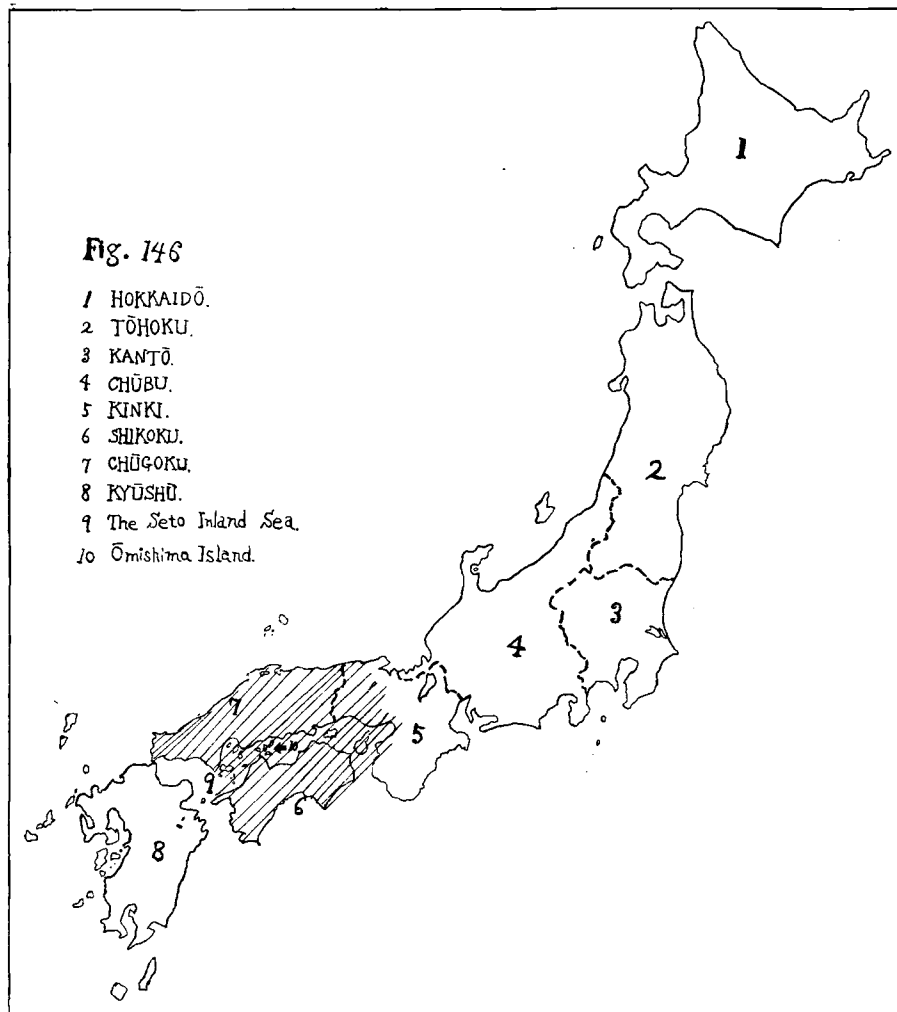 Fig. 146
1 HOKKAIDŌ.
2 TŌHOKU.
3 KANTŌ.
4 CHŪBU.
5 KINKI.
6 SHIKOKU.
7 CHŪGOKU.
8 KYŪSHŪ.
9 The Seto Inland Sea.
10 Ōmishima Island.
1
2
3
4
5
7
10
9
6
8